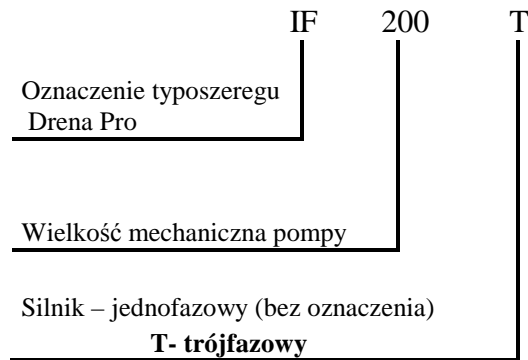 IF 200 T
Oznaczenie typoszeregu
Drena Pro
Wielkość mechaniczna pompy
Silnik – jednofazowy (bez oznaczenia)
T- trójfazowy